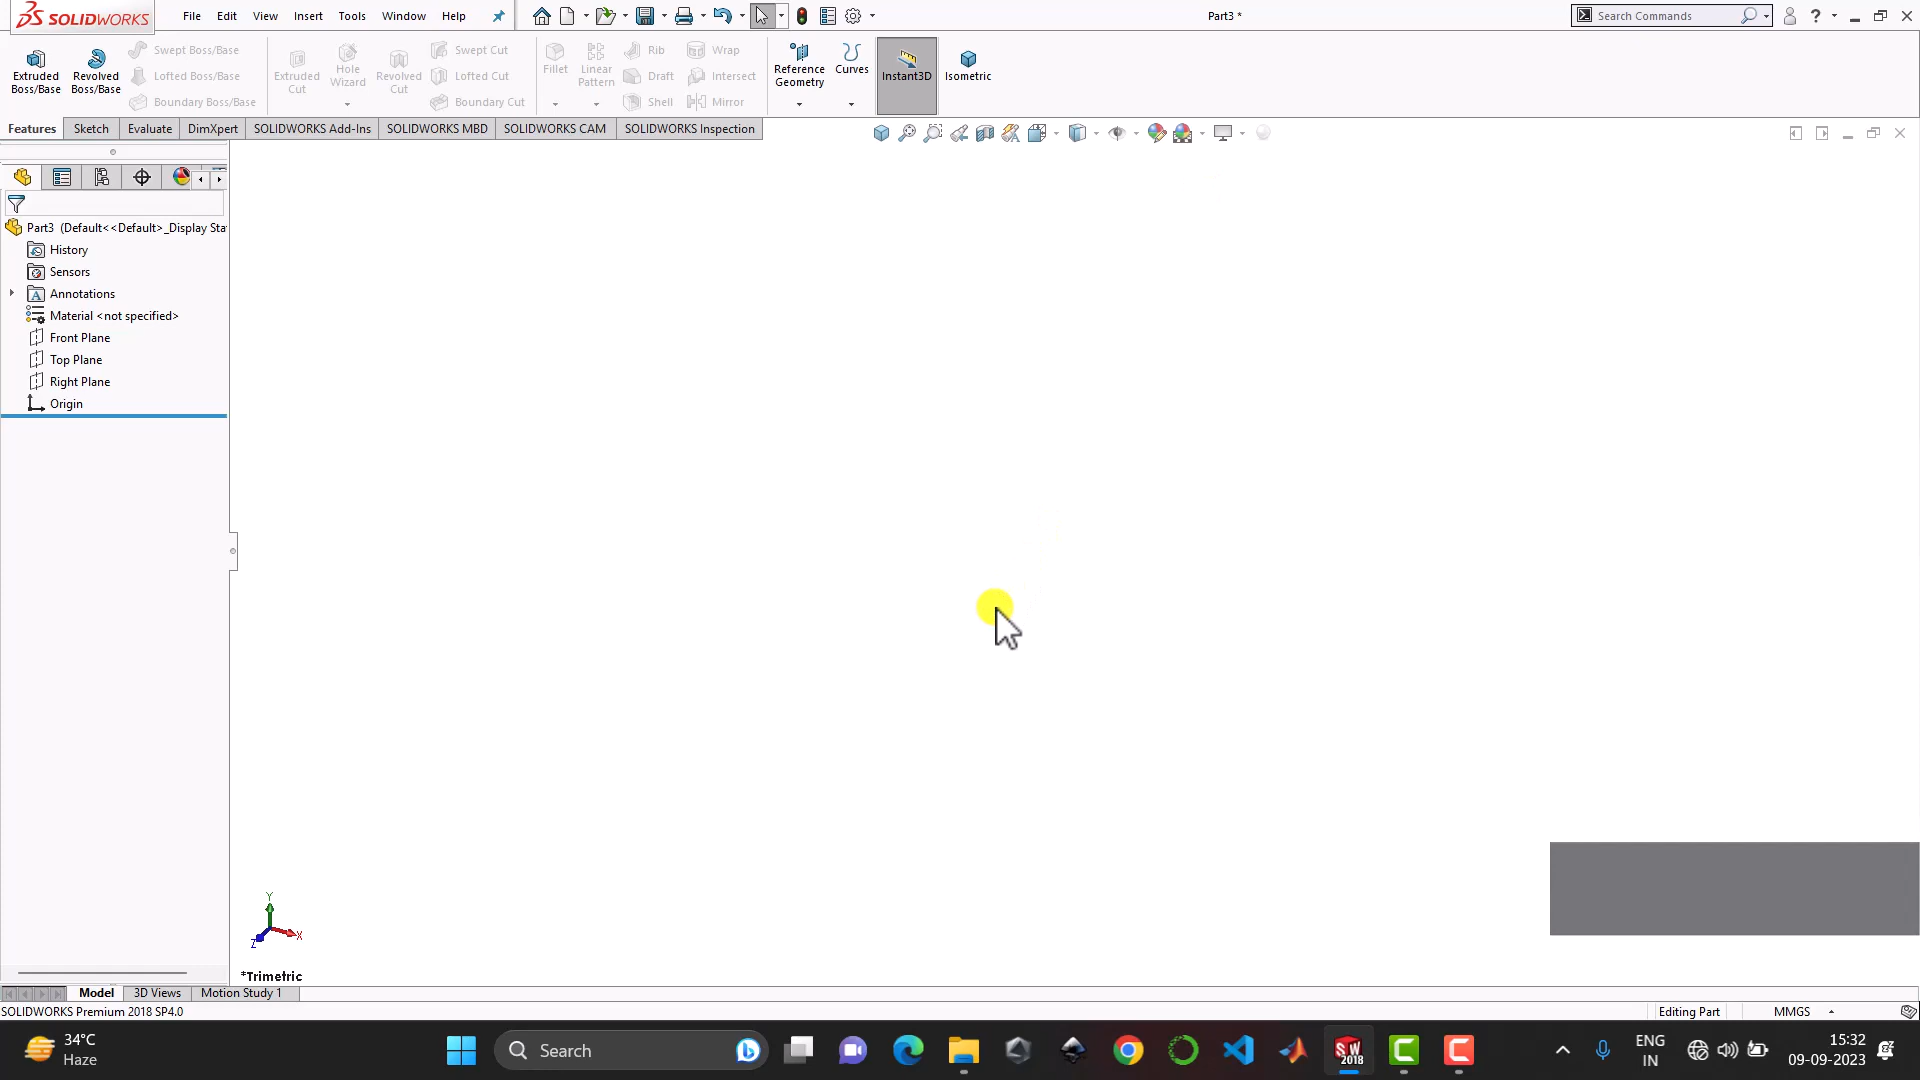 SOLIDWORKS File Edit View Insert Tools Window Help Part3 * Search Commands ?
Extruded Boss/Base
Revolved Boss/Base
Swept Boss/Base
Lofted Boss/Base
Boundary Boss/Base
Extruded Cut
Hole Wizard
Revolved Cut
Swept Cut
Lofted Cut
Boundary Cut
Fillet
Linear Pattern
Rib
Draft
Shell
Wrap
Intersect
Mirror
Reference Geometry
Curves
Instant3D
Isometric
Features Sketch Evaluate DimXpert SOLIDWORKS Add-Ins SOLIDWORKS MBD SOLIDWORKS CAM SOLIDWORKS Inspection
Part3 (Default<<Default>_Display Sta
History
Sensors
A Annotations
Material <not specified>
Front Plane
Top Plane
Right Plane
Origin
Y
X
Z
*Trimetric
Model 3D Views Motion Study 1
SOLIDWORKS Premium 2018 SP4.0 Editing Part MMGS
34°C
Haze
Search
SW
2018
ENG
IN
15:32
09-09-2023